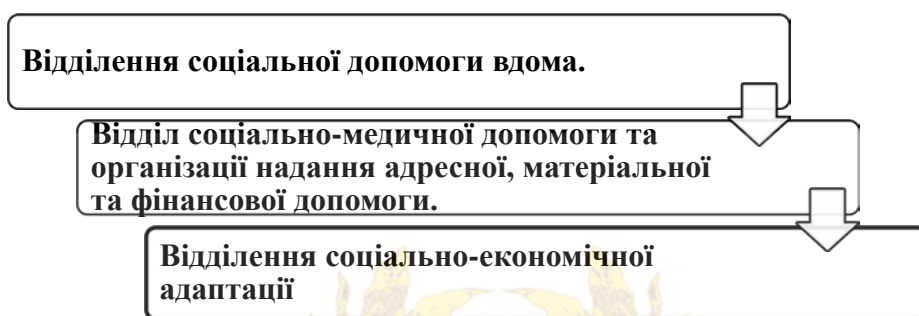 Відділення соціальної допомоги вдома.
Відділ соціально-медичної допомоги та
організації надання адресної, матеріальної
та фінансової допомоги.
Відділення соціально-економічної
адаптації